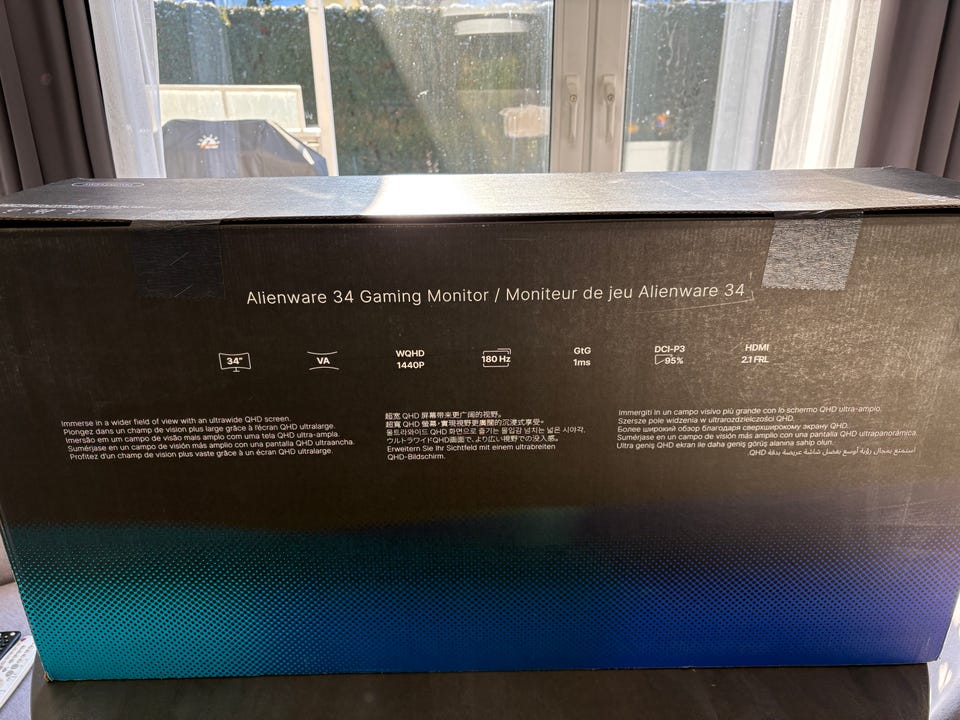 Alienware 34 Gaming Monitor / Moniteur de jeu Alienware 34
34"
VA
WQHD
1440P
180 Hz
GtG
1ms
DCI-P3
95%
HDMI
2.1 FRL
Immerse in a wider field of view with an ultrawide QHD screen.
Plongez dans un champ de vision plus large grâce à l'écran QHD ultralarge.
Imersão em um campo de visão mais amplo com uma tela QHD ultra-ampla.
Sumérjase en un campo de visión más amplio con una pantalla QHD ultraancha.
Profitez d'un champ de vision plus vaste grâce à un écran QHD ultralarge.
超宽 QHD 屏幕带来更广阔的视野。
超寬 QHD 螢幕，實現視野更廣闊的沉浸式享受。
울트라와이드 QHD 화면으로 즐기는 몰입감 넘치는 넓은 시야각.
ウルトラワイドQHD画面で、より広い視野での没入感。
Erweitern Sie Ihr Sichtfeld mit einem ultrabreiten
QHD-Bildschirm.
Immergiti in un campo visivo più grande con lo schermo QHD ultra-ampio.
Szersze pole widzenia w ultrarozdzielczości QHD.
Более широкий обзор благодаря сверхширокому экрану QHD.
Sumérjase en un campo de visión más amplio con una pantalla QHD ultrapanorámica.
Ultra geniş QHD ekran ile daha geniş görüş alanına sahip olun.
استمتع بمجال رؤية أوسع بفضل شاشة عريضة بدقة QHD.